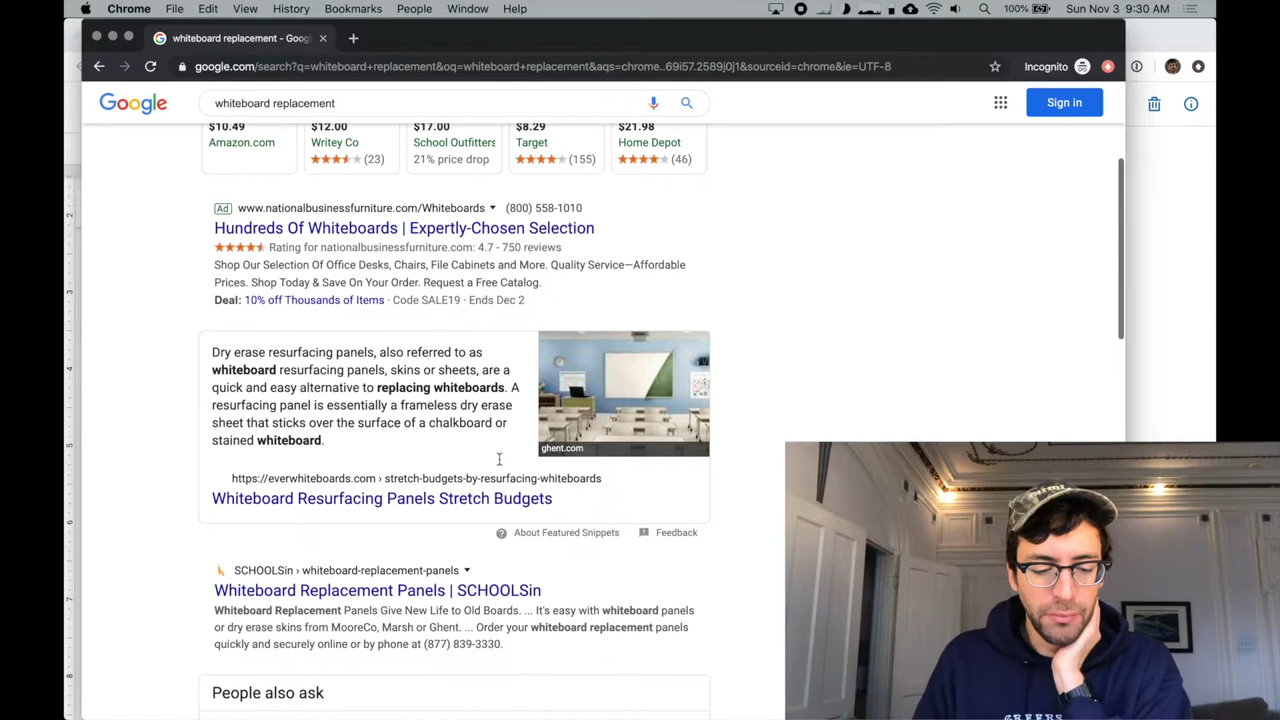 Chrome File Edit View History Bookmarks People Window Help 100% Sun Nov 3 9:30 AM
whiteboard replacement - Goog
google.com/search?q=whiteboard+replacement&oq=whiteboard+replacement&aqs=chrome..69i57.2589j0j1&sourceid=chrome&ie=UTF-8 Incognito
Google whiteboard replacement Sign in
$10.49 $12.00 $17.00 $8.29 $21.98
Amazon.com Writey Co School Outfitters Target Home Depot
(23) 21% price drop (155) (46)
Ad www.nationalbusinessfurniture.com/Whiteboards (800) 558-1010
Hundreds Of Whiteboards | Expertly-Chosen Selection
Rating for nationalbusinessfurniture.com: 4.7 - 750 reviews
Shop Our Selection Of Office Desks, Chairs, File Cabinets and More. Quality Service—Affordable
Prices. Shop Today & Save On Your Order. Request a Free Catalog.
Deal: 10% off Thousands of Items · Code SALE19 · Ends Dec 2
Dry erase resurfacing panels, also referred to as
whiteboard resurfacing panels, skins or sheets, are a
quick and easy alternative to replacing whiteboards. A
resurfacing panel is essentially a frameless dry erase
sheet that sticks over the surface of a chalkboard or
stained whiteboard.
ghent.com
https://everwhiteboards.com › stretch-budgets-by-resurfacing-whiteboards
Whiteboard Resurfacing Panels Stretch Budgets
About Featured Snippets Feedback
SCHOOLSin › whiteboard-replacement-panels
Whiteboard Replacement Panels | SCHOOLSin
Whiteboard Replacement Panels Give New Life to Old Boards. ... It's easy with whiteboard panels
or dry erase skins from MooreCo, Marsh or Ghent. ... Order your whiteboard replacement panels
quickly and securely online or by phone at (877) 839-3330.
People also ask
2
3
4
5
6
7
8